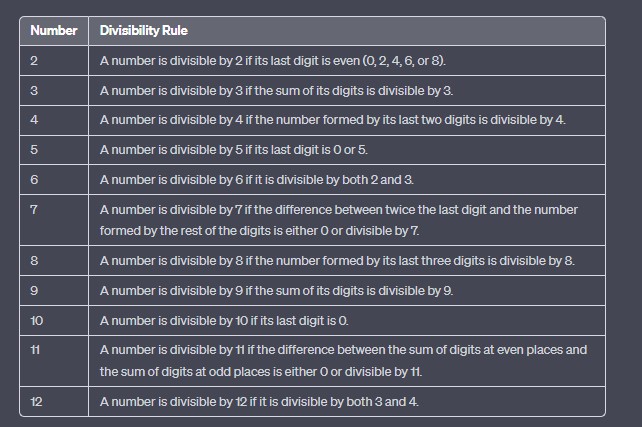 Number Divisibility Rule
2 A number is divisible by 2 if its last digit is even (0, 2, 4, 6, or 8).
3 A number is divisible by 3 if the sum of its digits is divisible by 3.
4 A number is divisible by 4 if the number formed by its last two digits is divisible by 4.
5 A number is divisible by 5 if its last digit is 0 or 5.
6 A number is divisible by 6 if it is divisible by both 2 and 3.
7 A number is divisible by 7 if the difference between twice the last digit and the number
formed by the rest of the digits is either 0 or divisible by 7.
8 A number is divisible by 8 if the number formed by its last three digits is divisible by 8.
9 A number is divisible by 9 if the sum of its digits is divisible by 9.
10 A number is divisible by 10 if its last digit is 0.
11 A number is divisible by 11 if the difference between the sum of digits at even places and
the sum of digits at odd places is either 0 or divisible by 11.
12 A number is divisible by 12 if it is divisible by both 3 and 4.